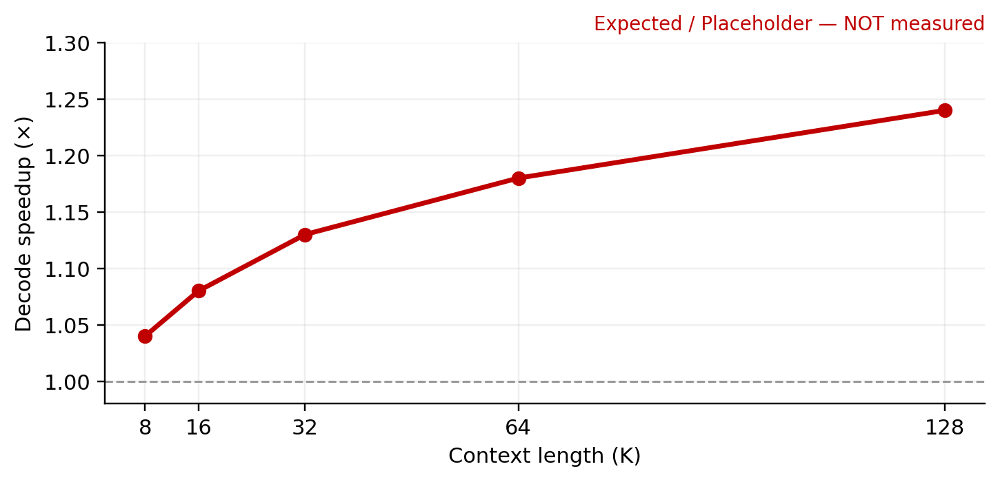 Expected / Placeholder — NOT measured
1.30
1.25
1.20
1.15
1.10
1.05
1.00
Decode speedup (×)
8 16 32 64 128
Context length (K)